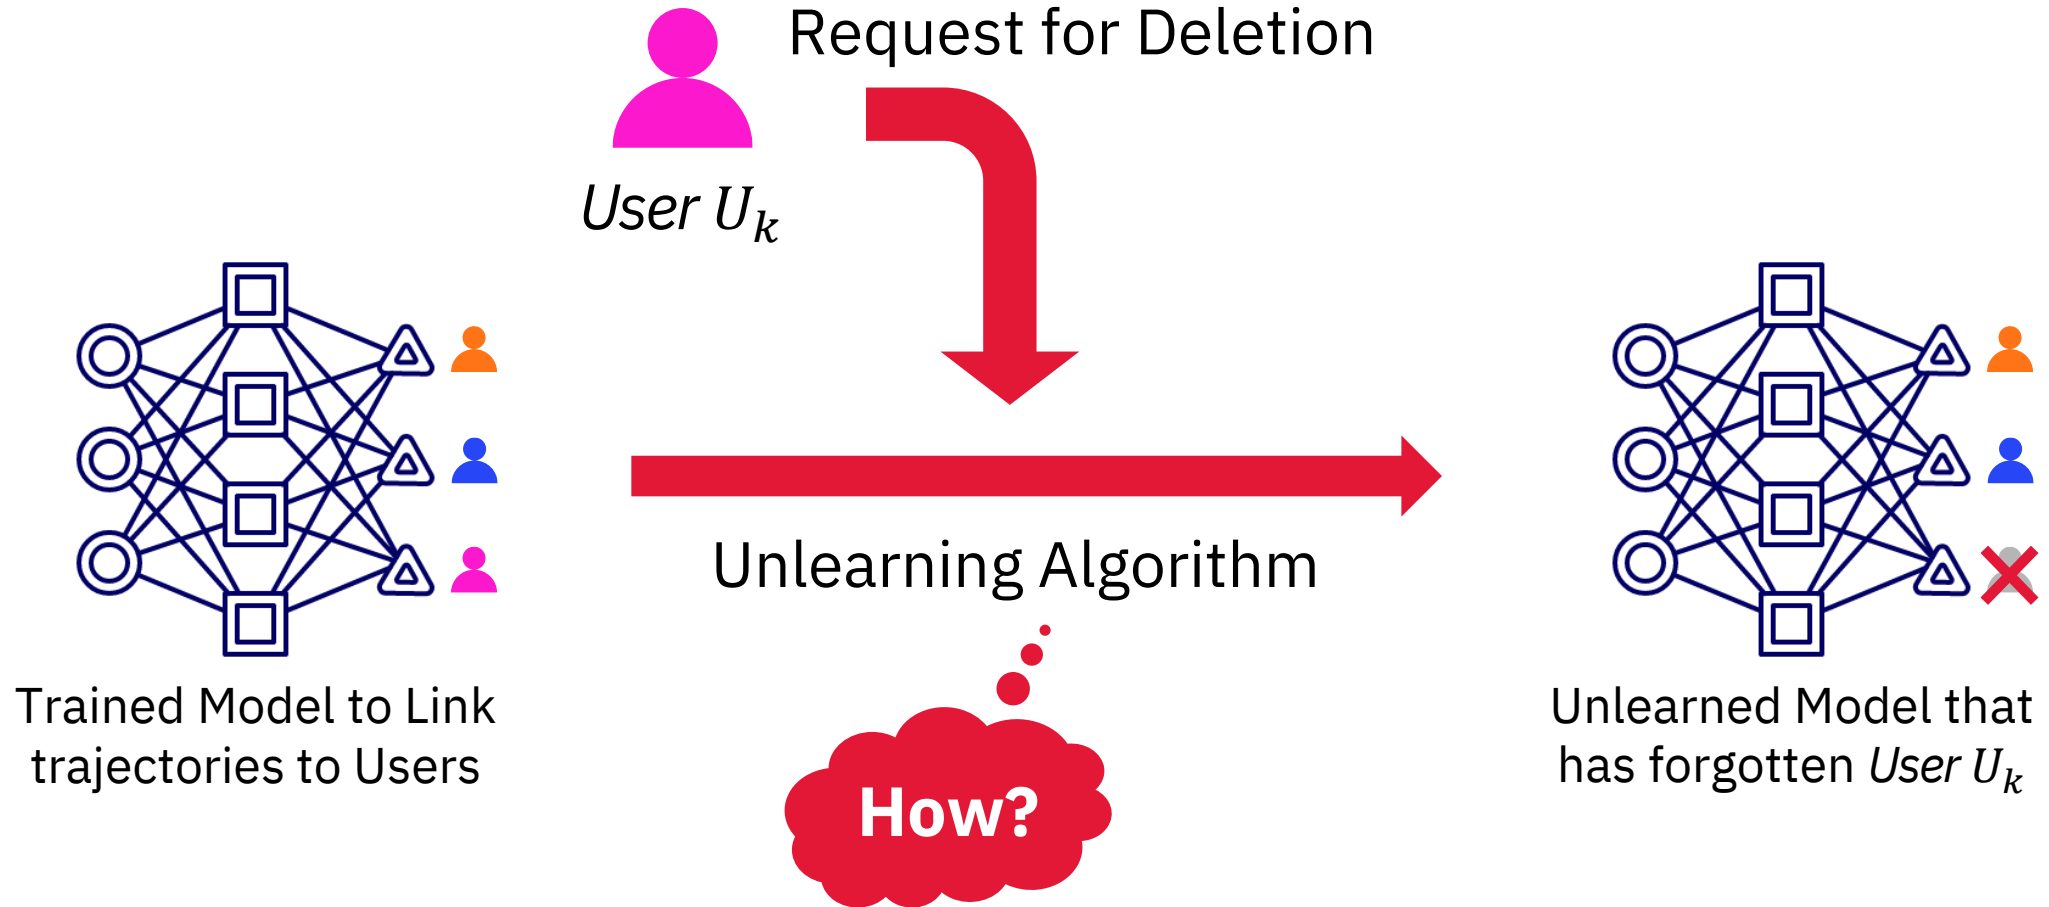 Request for Deletion
User U_k
Unlearning Algorithm
Trained Model to Link
trajectories to Users
How?
Unlearned Model that
has forgotten User U_k